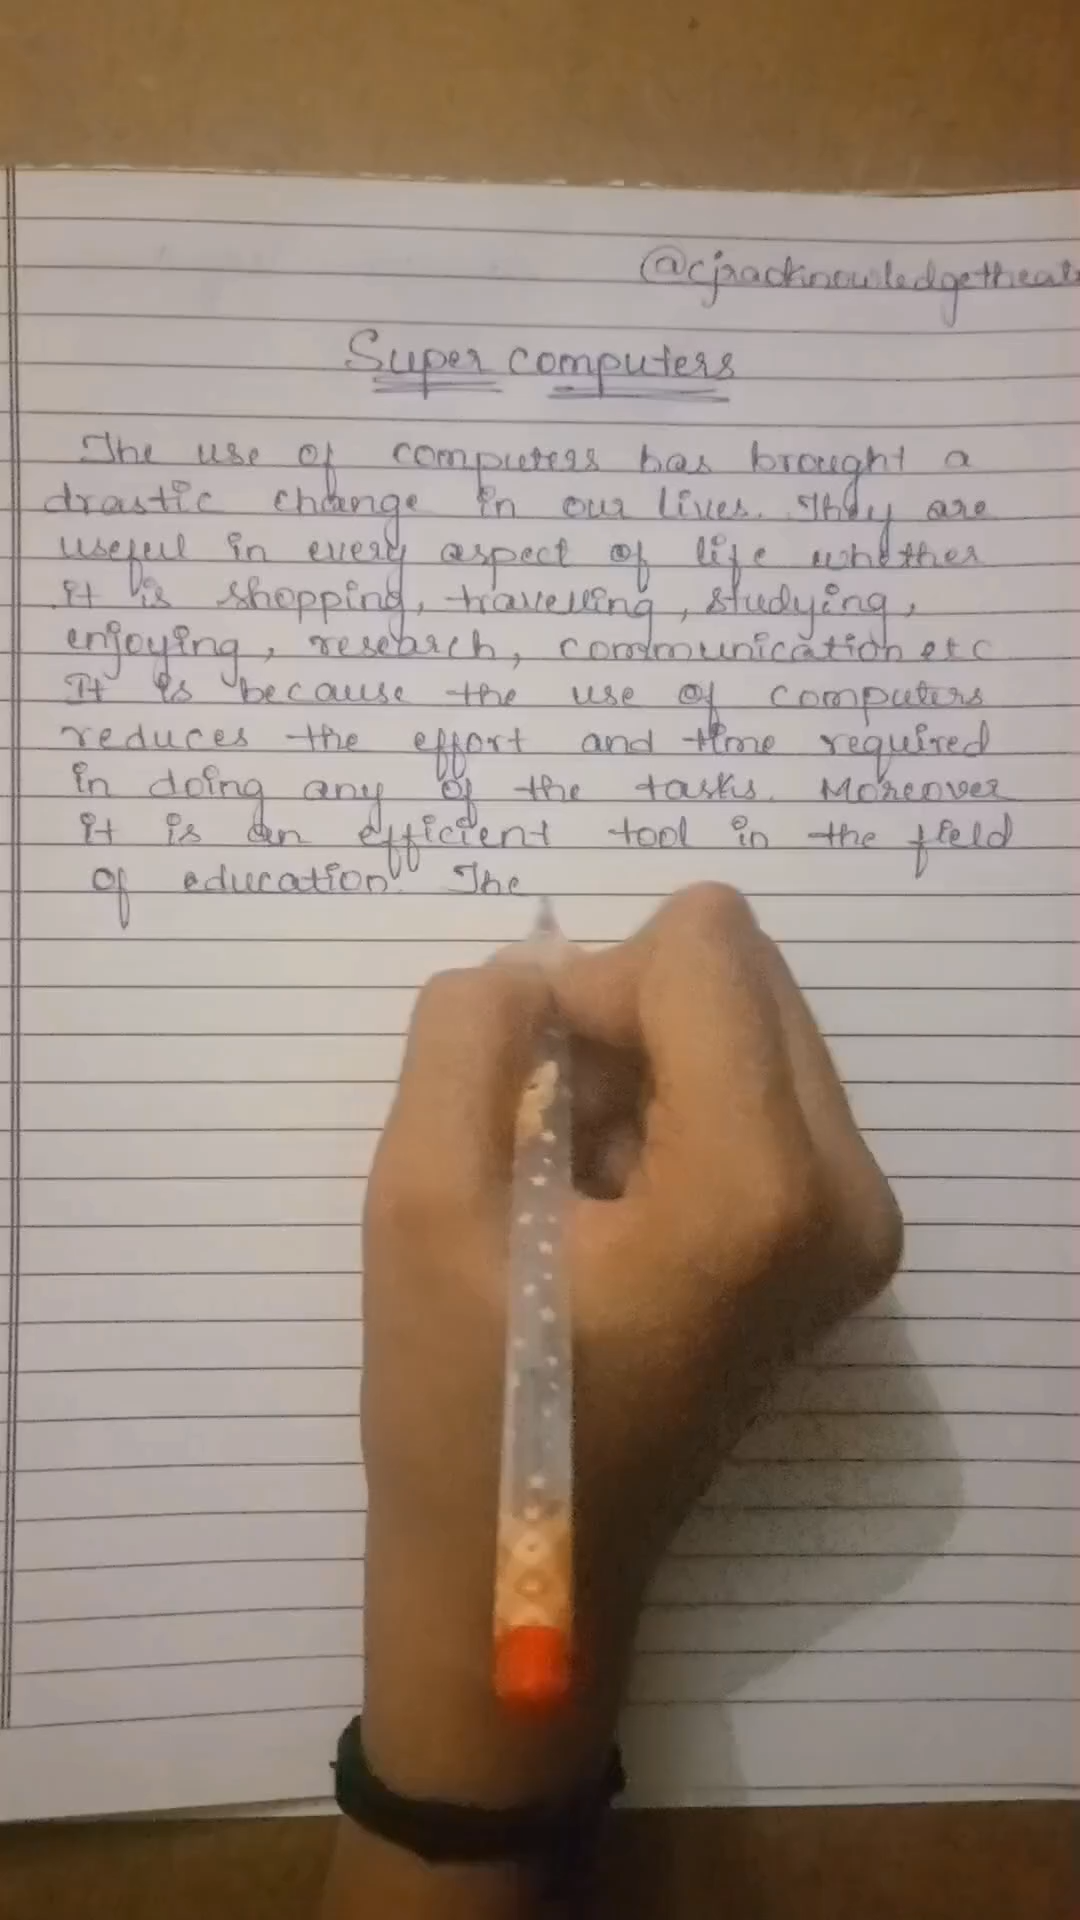 @cjracknowledgetheat
Super computers
The use of computers has brought a
drastic change in our lives. They are
useful in every aspect of life whether
it is shopping, travelling, studying,
enjoying, research, communication etc
It is because the use of computers
reduces the effort and time required
in doing any of the tasks. Moreover
it is an efficient tool in the field
of education. The